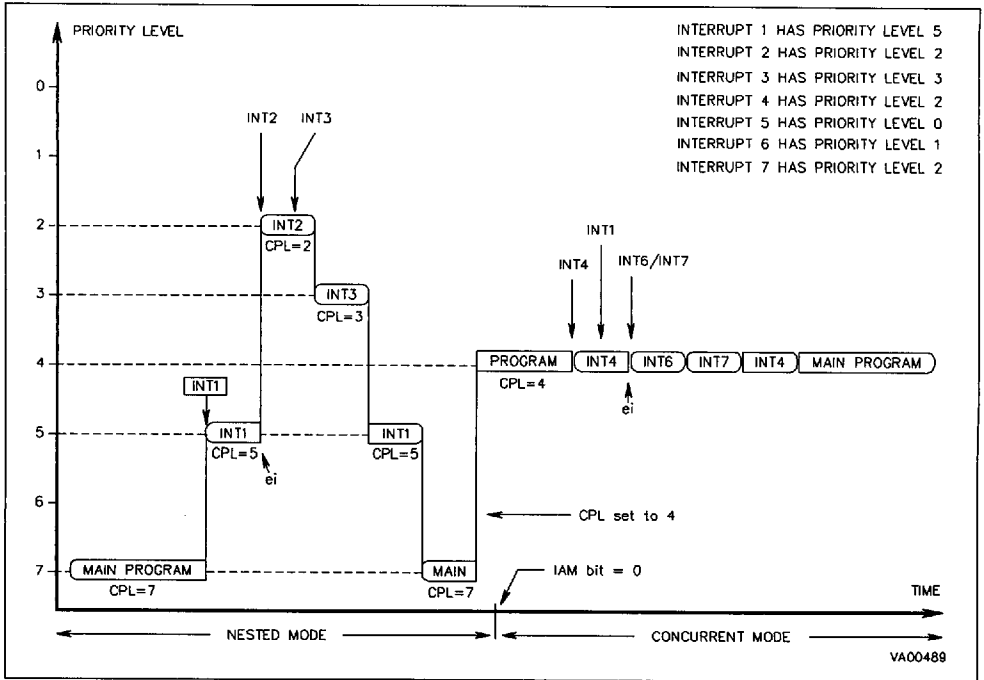 PRIORITY LEVEL
INTERRUPT 1 HAS PRIORITY LEVEL 5
INTERRUPT 2 HAS PRIORITY LEVEL 2
INTERRUPT 3 HAS PRIORITY LEVEL 3
INTERRUPT 4 HAS PRIORITY LEVEL 2
INTERRUPT 5 HAS PRIORITY LEVEL 0
INTERRUPT 6 HAS PRIORITY LEVEL 1
INTERRUPT 7 HAS PRIORITY LEVEL 2
0
INT2 INT3
1
2 INT2
CPL=2
INT1
INT4 INT6/INT7
3 INT3
CPL=3
4 PROGRAM INT4 INT6 INT7 INT4 MAIN PROGRAM
CPL=4
ei
INT1
5 INT1 INT1
CPL=5 CPL=5
ei
6
CPL set to 4
7 MAIN PROGRAM MAIN
CPL=7 CPL=7
IAM bit = 0
TIME
NESTED MODE CONCURRENT MODE
VA00489